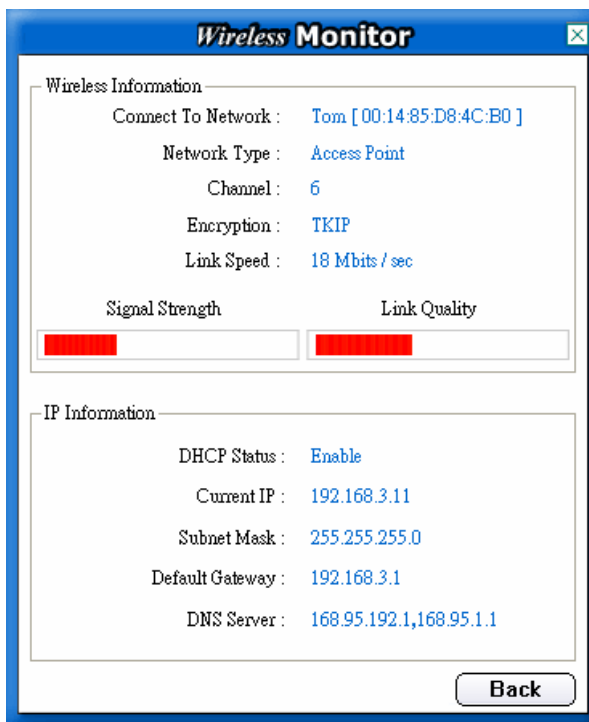 Wireless Monitor
Wireless Information
Connect To Network : Tom [ 00:14:85:D8:4C:B0 ]
Network Type : Access Point
Channel : 6
Encryption : TKIP
Link Speed : 18 Mbits / sec
Signal Strength Link Quality
IP Information
DHCP Status : Enable
Current IP : 192.168.3.11
Subnet Mask : 255.255.255.0
Default Gateway : 192.168.3.1
DNS Server : 168.95.192.1,168.95.1.1
Back